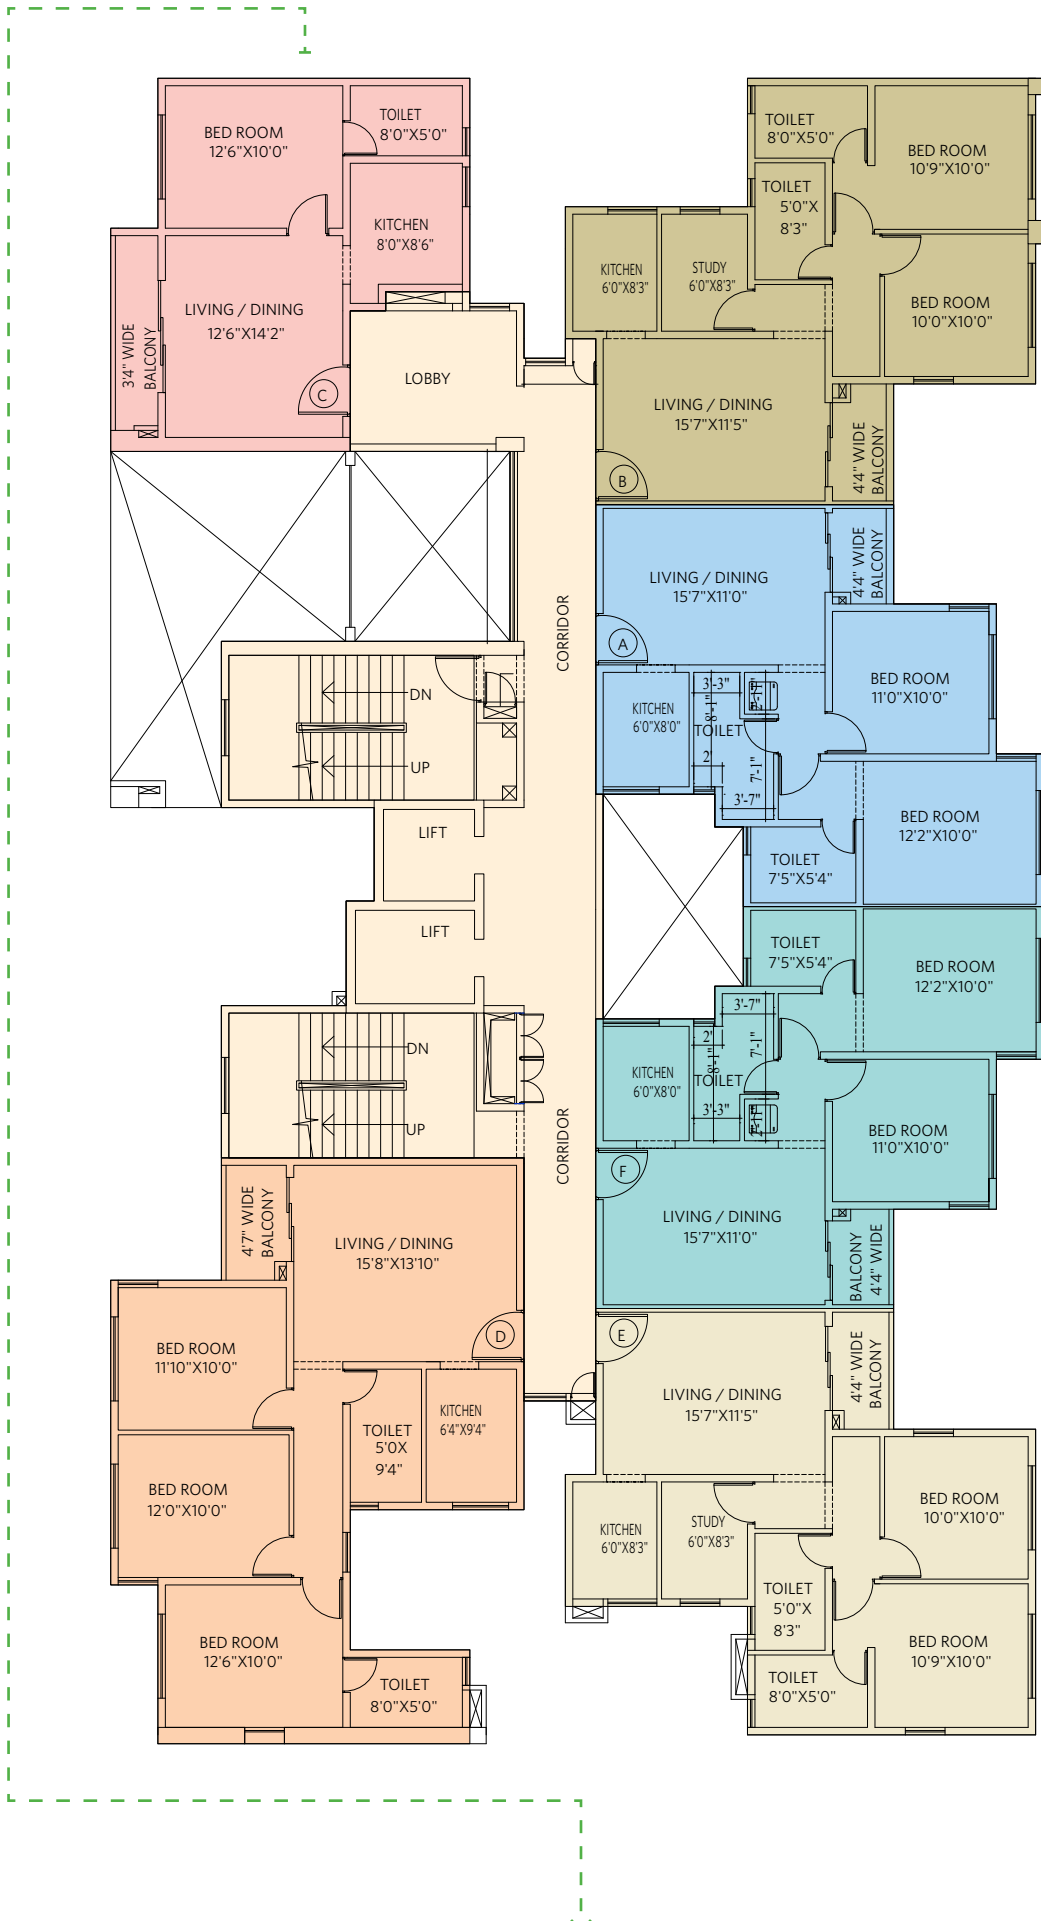 BED ROOM
12'6"X10'0"
TOILET
8'0"X5'0"
KITCHEN
8'0"X8'6"
LIVING / DINING
12'6"X14'2"
3'4" WIDE
BALCONY
C
LOBBY
TOILET
8'0"X5'0"
BED ROOM
10'9"X10'0"
TOILET
5'0"X
8'3"
KITCHEN
6'0"X8'3"
STUDY
6'0"X8'3"
BED ROOM
10'0"X10'0"
LIVING / DINING
15'7"X11'5"
4'4" WIDE
BALCONY
B
LIVING / DINING
15'7"X11'0"
4'4" WIDE
BALCONY
A
CORRIDOR
BED ROOM
11'0"X10'0"
KITCHEN
6'0"X8'0"
3'-3"
8'-1"
TOILET
2'
7'-1"
3'-7"
BED ROOM
12'2"X10'0"
TOILET
7'5"X5'4"
DN
UP
LIFT
LIFT
TOILET
7'5"X5'4"
BED ROOM
12'2"X10'0"
3'-7"
2'
8'-1"
7'-1"
KITCHEN
6'0"X8'0"
TOILET
3'-3"
BED ROOM
11'0"X10'0"
DN
UP
CORRIDOR
F
LIVING / DINING
15'7"X11'0"
BALCONY
4'4" WIDE
4'7" WIDE
BALCONY
LIVING / DINING
15'8"X13'10"
D
BED ROOM
11'10"X10'0"
TOILET
5'0X
9'4"
KITCHEN
6'4"X9'4"
BED ROOM
12'0"X10'0"
BED ROOM
12'6"X10'0"
TOILET
8'0"X5'0"
E
LIVING / DINING
15'7"X11'5"
4'4" WIDE
BALCONY
KITCHEN
6'0"X8'3"
STUDY
6'0"X8'3"
BED ROOM
10'0"X10'0"
TOILET
5'0"X
8'3"
BED ROOM
10'9"X10'0"
TOILET
8'0"X5'0"